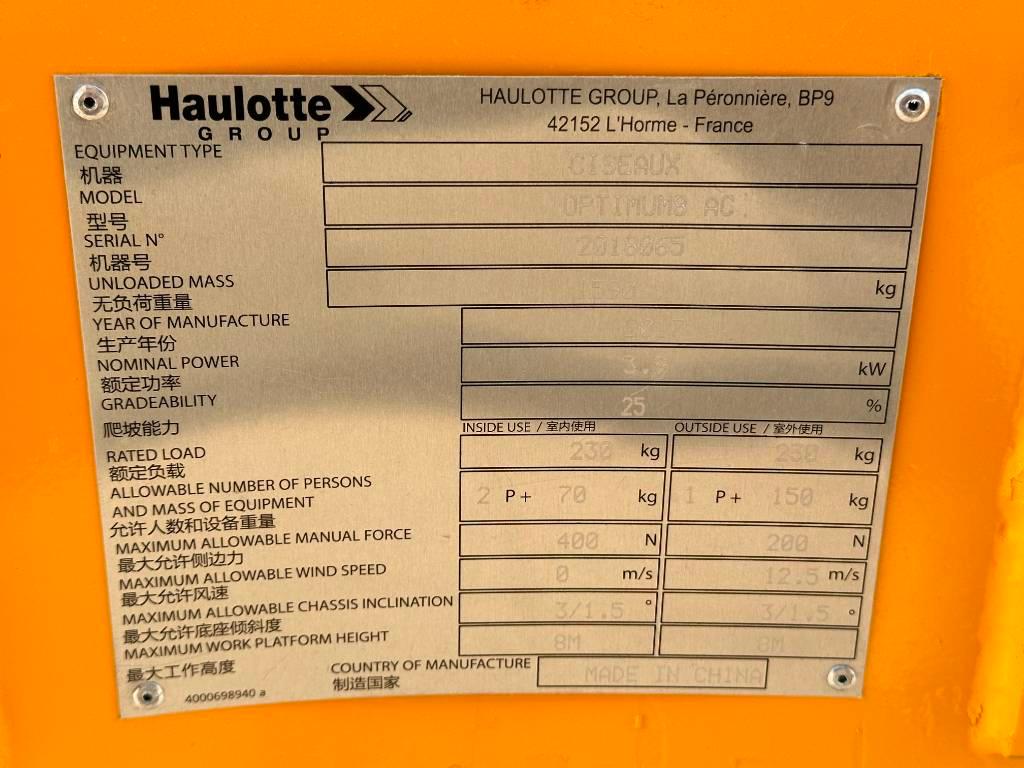 Haulotte
GROUP
HAULOTTE GROUP, La Péronnière, BP9
42152 L'Horme - France
EQUIPMENT TYPE CISEAUX
机器
MODEL OPTIMUM8 AC.
型号
SERIAL N° 2018065
机器号
UNLOADED MASS kg
无负荷重量
YEAR OF MANUFACTURE
生产年份
NOMINAL POWER kW
额定功率
GRADEABILITY 25 %
爬坡能力
INSIDE USE / 室内使用 OUTSIDE USE / 室外使用
RATED LOAD 230 kg 230 kg
额定负载
ALLOWABLE NUMBER OF PERSONS
AND MASS OF EQUIPMENT 2 P+ 70 kg 1 P+ 150 kg
允许人数和设备重量
MAXIMUM ALLOWABLE MANUAL FORCE 400 N 200 N
最大允许侧边力
MAXIMUM ALLOWABLE WIND SPEED 0 m/s 12.5 m/s
最大允许风速
MAXIMUM ALLOWABLE CHASSIS INCLINATION 3/1.5 ° 3/1.5 °
最大允许底座倾斜度
MAXIMUM WORK PLATFORM HEIGHT 8M 8M
最大工作高度
COUNTRY OF MANUFACTURE MADE IN CHINA
制造国家
4000698940 a